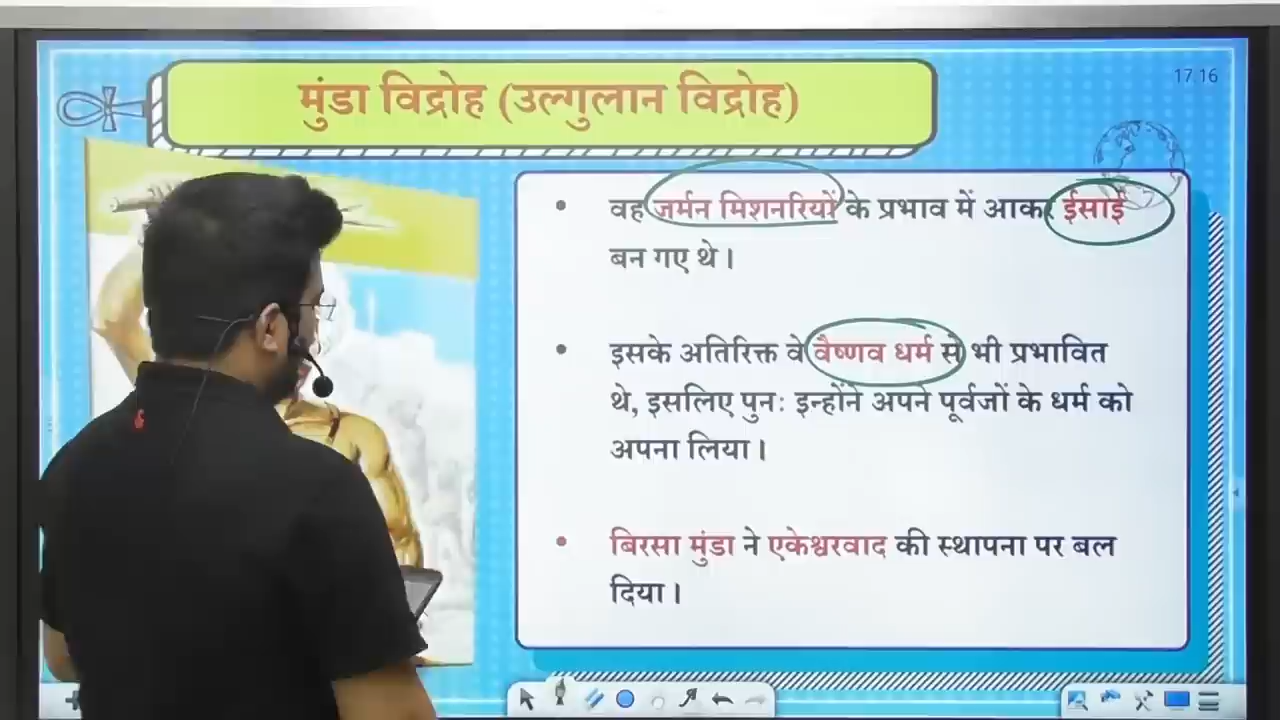 मुंडा विद्रोह (उल्गुलान विद्रोह)
17 16
वह जर्मन मिशनरियों के प्रभाव में आकर ईसाई
बन गए थे।
इसके अतिरिक्त वे वैष्णव धर्म से भी प्रभावित
थे, इसलिए पुनः इन्होंने अपने पूर्वजों के धर्म को
अपना लिया।
बिरसा मुंडा ने एकेश्वरवाद की स्थापना पर बल
दिया।